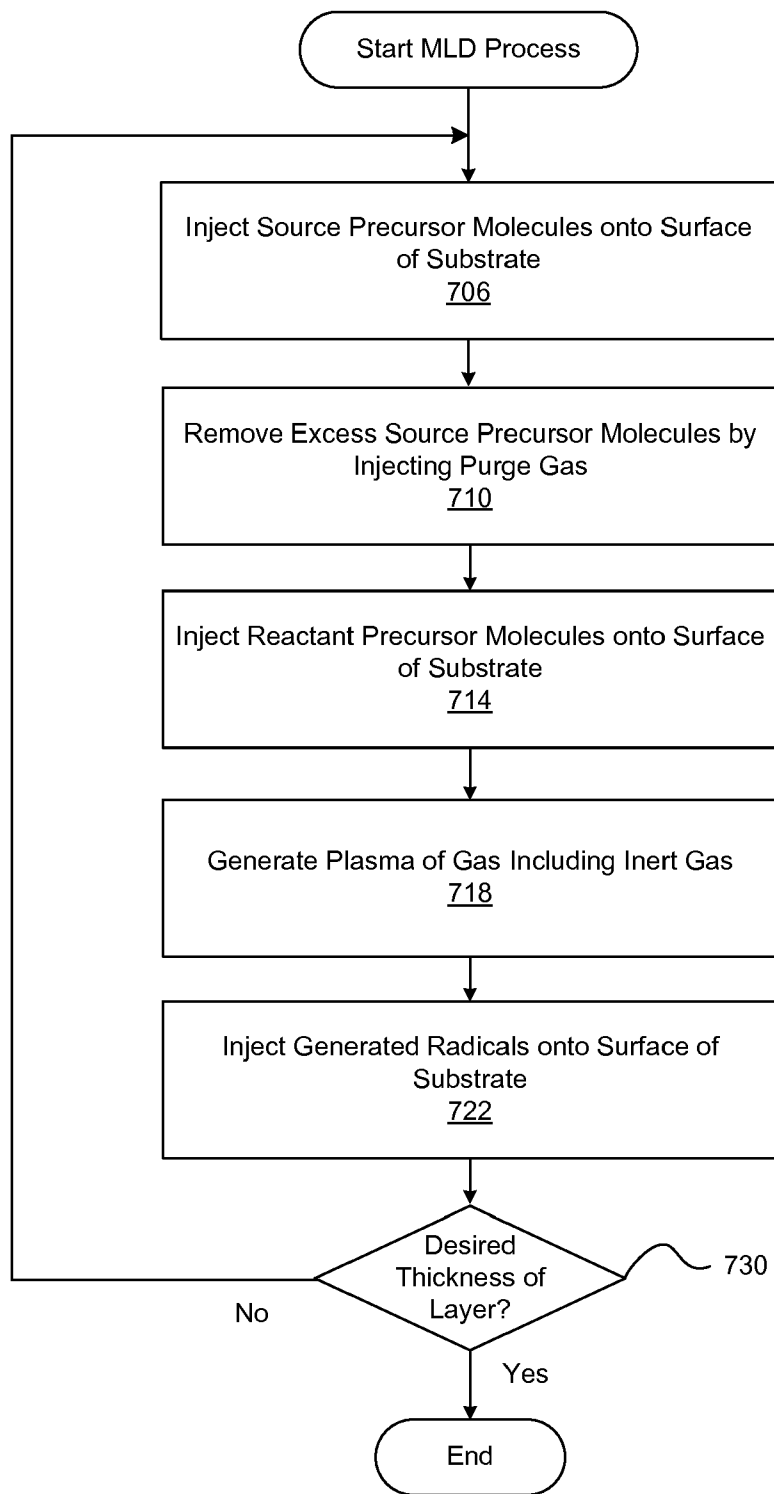 Start MLD Process
Inject Source Precursor Molecules onto Surface
of Substrate
706
Remove Excess Source Precursor Molecules by
Injecting Purge Gas
710
Inject Reactant Precursor Molecules onto Surface
of Substrate
714
Generate Plasma of Gas Including Inert Gas
718
Inject Generated Radicals onto Surface of
Substrate
722
Desired
Thickness of
Layer?
730
No
Yes
End